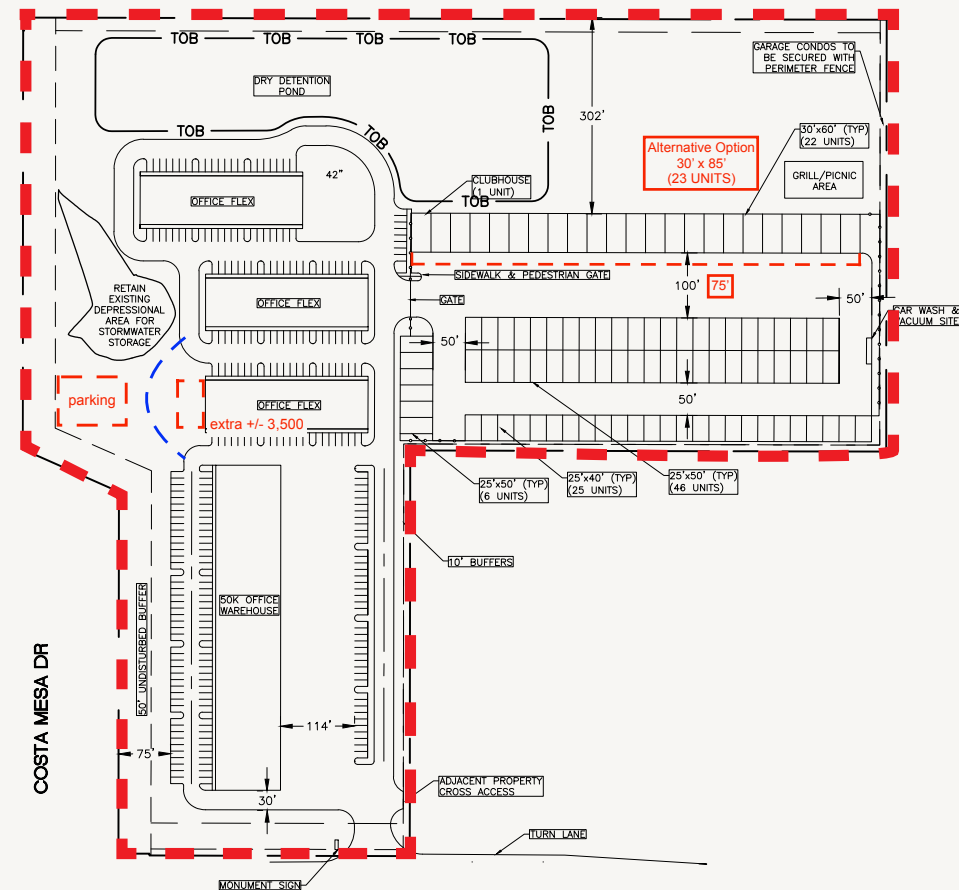 TOB
TOB
TOB
TOB
GARAGE CONDOS TO
BE SECURED WITH
PERIMETER FENCE
DRY DETENTION
POND
302'
TOB
TOB
TOB
TOB
30'x60' (TYP)
(22 UNITS)
Alternative Option
30' x 85'
(23 UNITS)
GRILL/PICNIC
AREA
42"
CLUBHOUSE
(1 UNIT)
OFFICE FLEX
SIDEWALK & PEDESTRIAN GATE
100'
75'
50'
RETAIN
EXISTING
DEPRESSIONAL
AREA FOR
STORMWATER
STORAGE
OFFICE FLEX
GATE
CAR WASH &
VACUUM SITE
50'
parking
OFFICE FLEX
extra +/- 3,500
50'
25'x50' (TYP)
(6 UNITS)
25'x40' (TYP)
(25 UNITS)
25'x50' (TYP)
(46 UNITS)
10' BUFFERS
50K OFFICE
WAREHOUSE
50' UNDISTURBED BUFFER
COSTA MESA DR
114'
75'
30'
ADJACENT PROPERTY
CROSS ACCESS
TURN LANE
MONUMENT SIGN